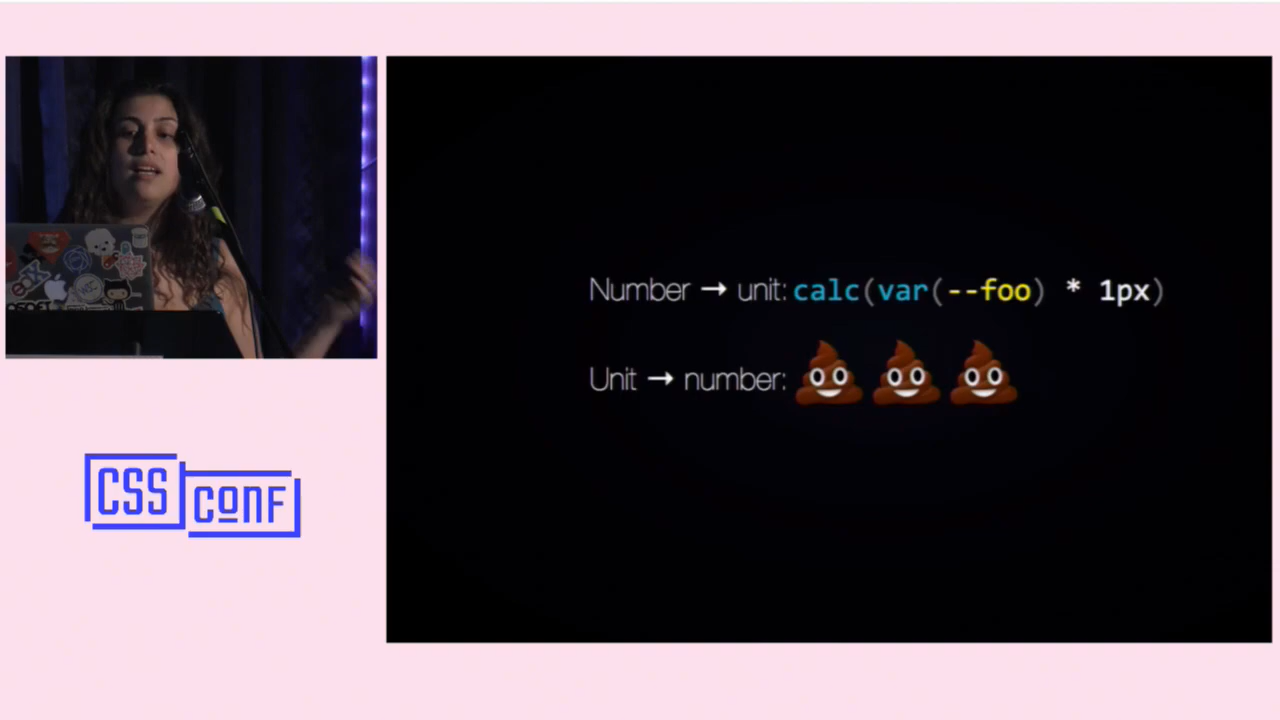 Number → unit: calc(var(--foo) * 1px)
Unit → number: 💩 💩 💩
CSS
CONF